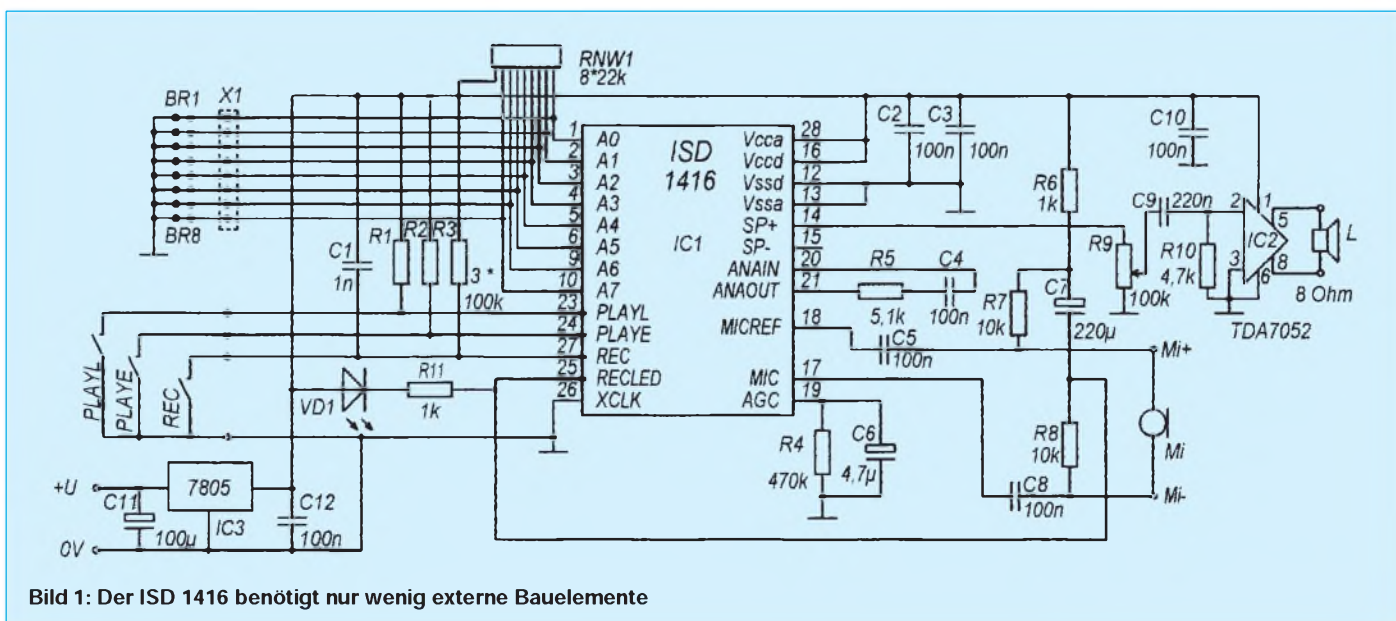 RNW1
8*22k
BR1 X1
BR8
1 A0
2 A1
3 A2
4 A3
5 A4
6 A5
9 A6
10 A7
23 PLAYL
24 PLAYE
27 REC
25 RECLED
26 XCLK
ISD
1416
IC1
Vcca 28
Vccd 16
Vssd 12
Vssa 13
SP+ 14
SP- 15
ANAIN 20
ANAOUT 21
MICREF 18
MIC 17
AGC 19
C1
1n
R1
R2
R3
3 *
100k
PLAYL
PLAYE
REC
VD1
R11
1k
+U
0V
C11
100µ
7805
IC3
C12
100n
C2
100n
C3
100n
R5
5,1k
C4
100n
C5
100n
R4
470k
C6
4,7µ
R6
1k
R7
10k
C7
220µ
R8
10k
C8
100n
C10
100n
R9
100k
C9 220n
R10
4,7k
2
1
3
6
5
8
IC2
TDA7052
L
8 Ohm
Mi+
Mi
Mi-
Bild 1: Der ISD 1416 benötigt nur wenig externe Bauelemente